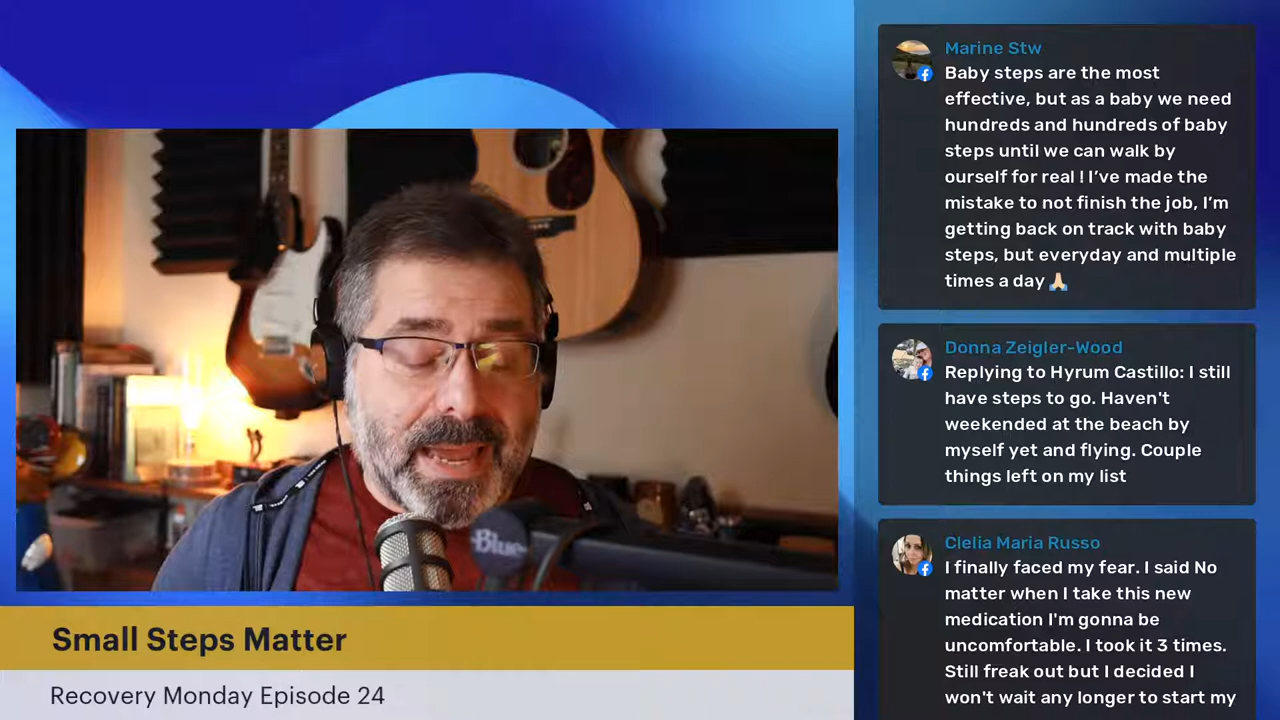 Marine Stw
Baby steps are the most
effective, but as a baby we need
hundreds and hundreds of baby
steps until we can walk by
ourself for real ! I’ve made the
mistake to not finish the job, I’m
getting back on track with baby
steps, but everyday and multiple
times a day 🙏🏼
Donna Zeigler-Wood
Replying to Hyrum Castillo: I still
have steps to go. Haven't
weekended at the beach by
myself yet and flying. Couple
things left on my list
Clelia Maria Russo
I finally faced my fear. I said No
matter when I take this new
medication I'm gonna be
uncomfortable. I took it 3 times.
Still freak out but I decided I
won't wait any longer to start my
Blue
Small Steps Matter
Recovery Monday Episode 24